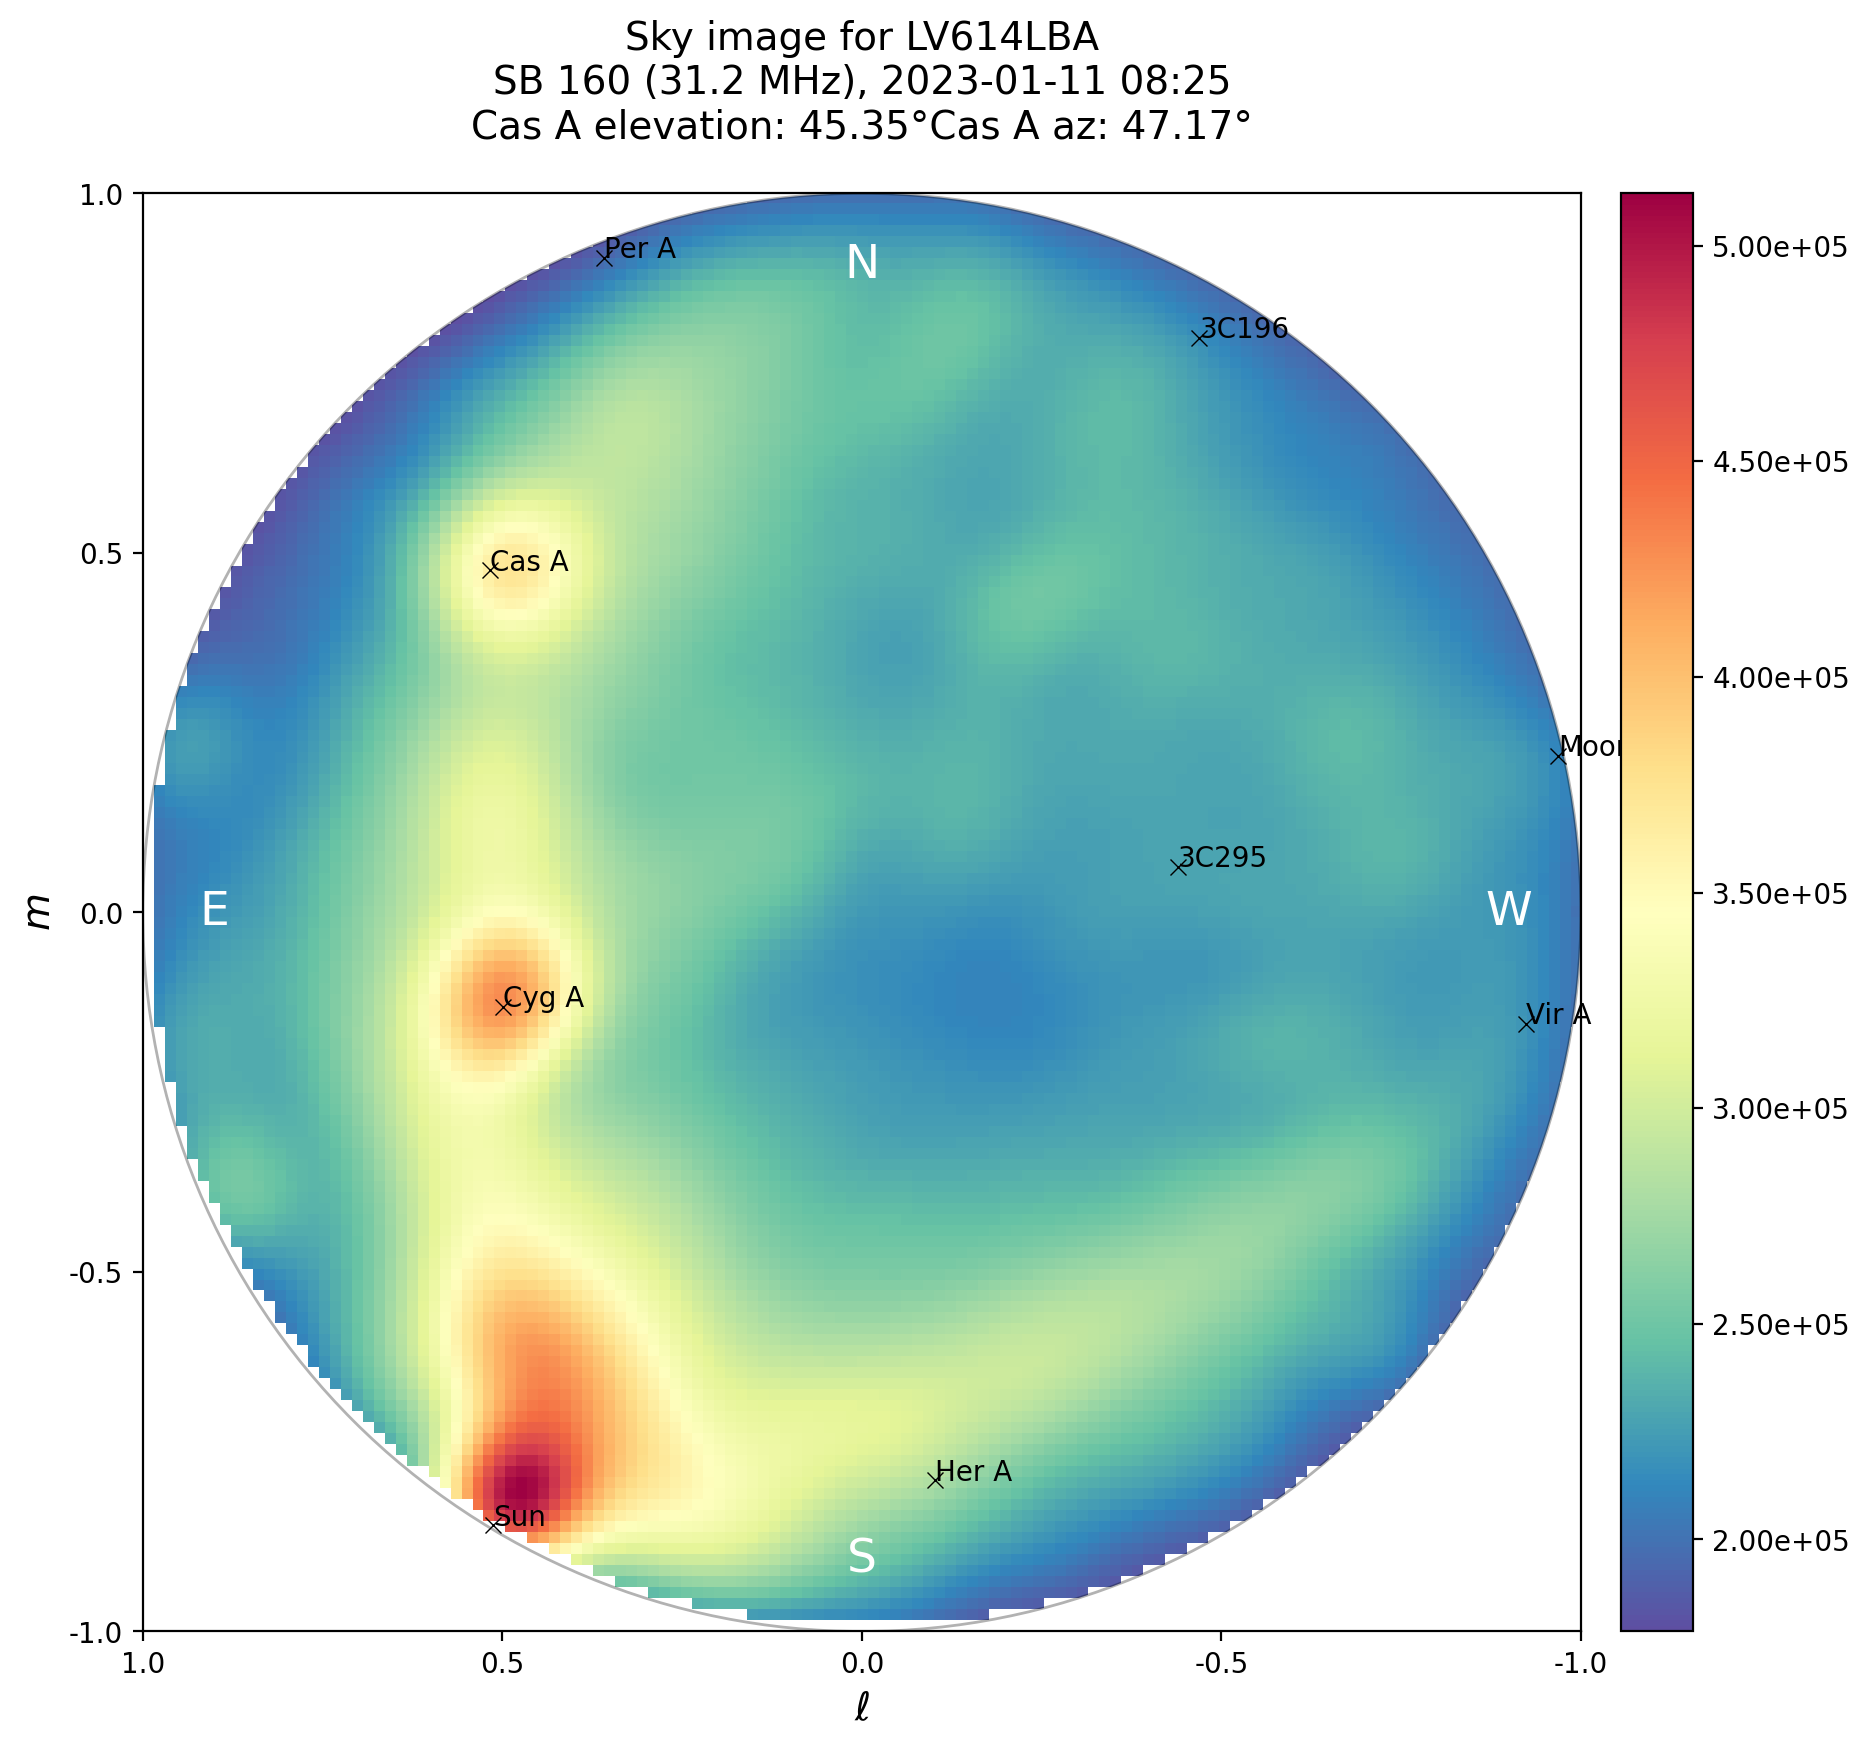 Sky image for LV614LBA
SB 160 (31.2 MHz), 2023-01-11 08:25
Cas A elevation: 45.35°Cas A az: 47.17°
1.0
0.5
0.0
-0.5
-1.0
m
1.0
0.5
0.0
-0.5
-1.0
ℓ
N
E
W
S
Per A
3C196
Cas A
Moon
3C295
Cyg A
Vir A
Her A
Sun
5.00e+05
4.50e+05
4.00e+05
3.50e+05
3.00e+05
2.50e+05
2.00e+05